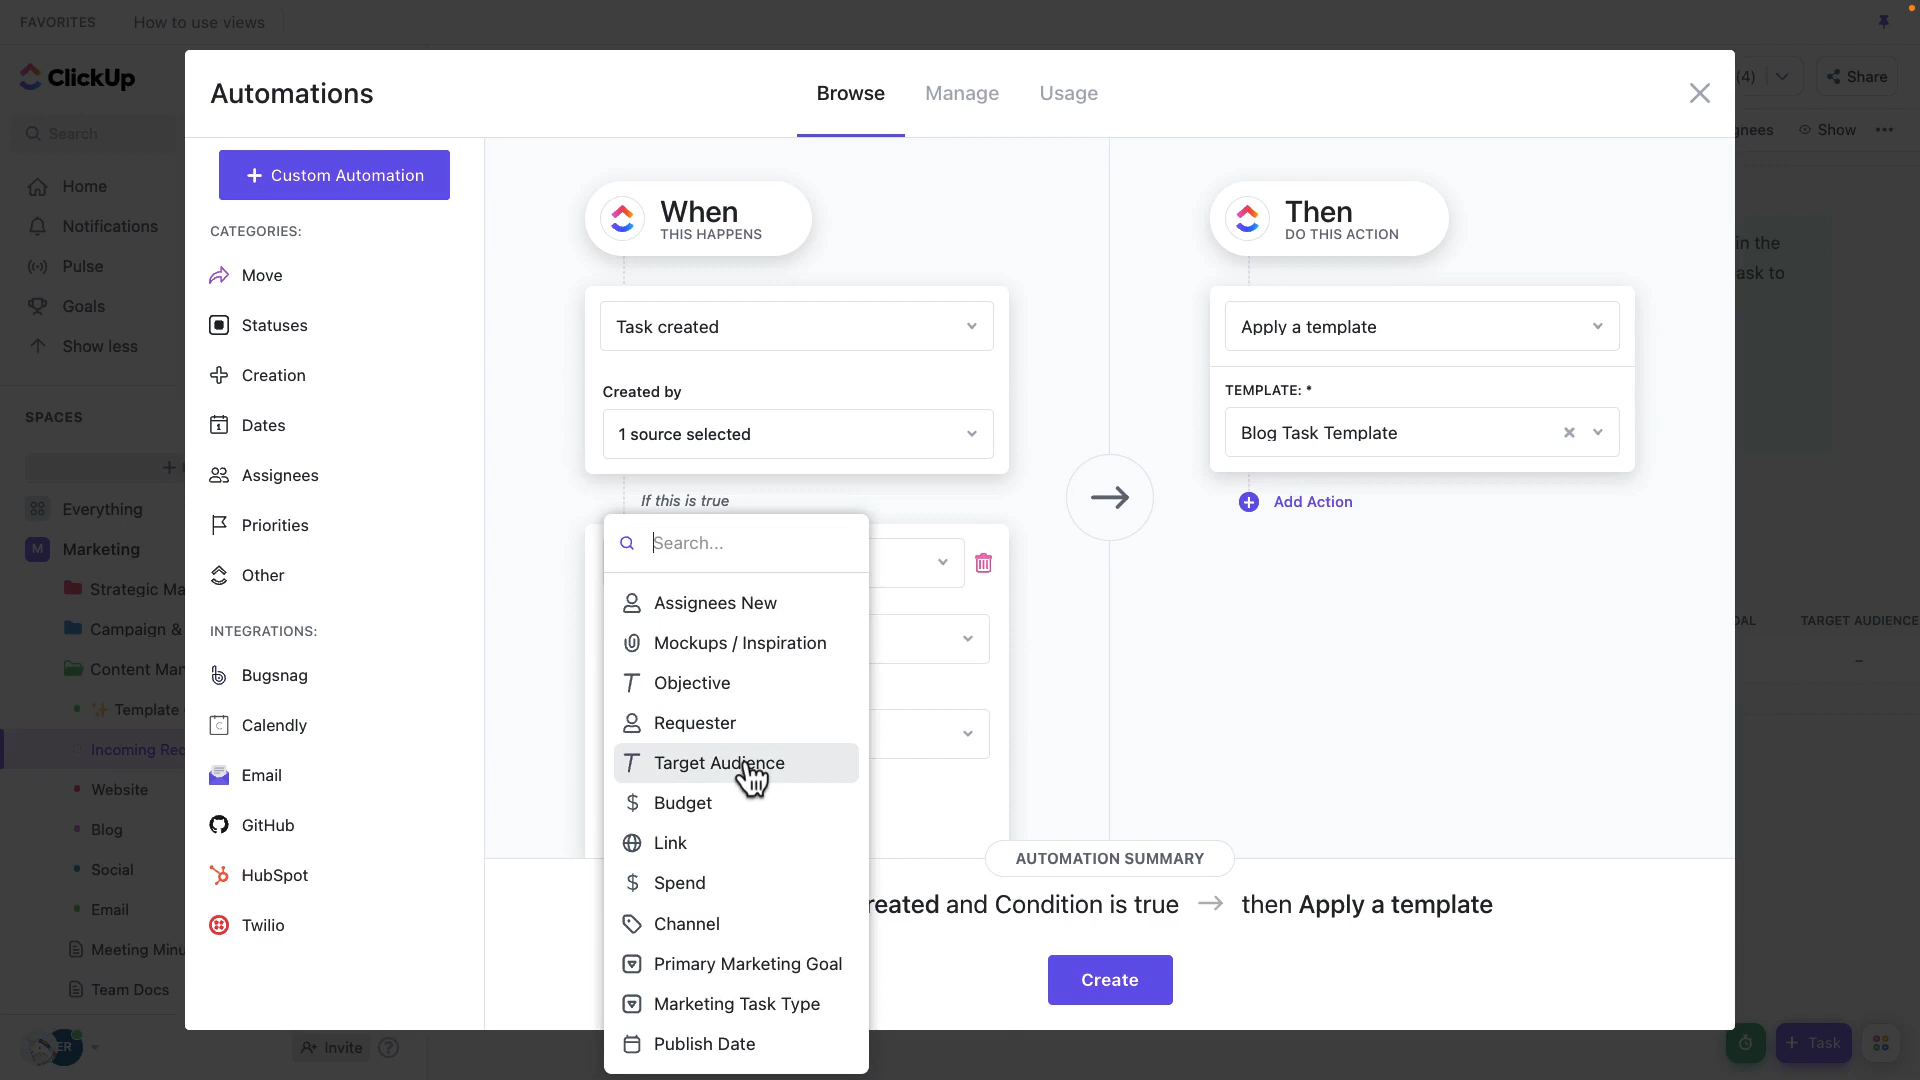 FAVORITES
How to use views
ClickUp
Search
Home
Notifications
Pulse
Goals
Show less
SPACES
Everything
M
Marketing
Strategic Ma
Campaign &
Content Man
Template
Incoming Rec
Website
Blog
Social
Email
Meeting Minu
Team Docs
ER
Invite
?
(4)
Share
gnees
Show
in the
ask to
OAL
TARGET AUDIENCE
–
Task
Automations
Browse
Manage
Usage
Custom Automation
CATEGORIES:
Move
Statuses
Creation
Dates
Assignees
Priorities
Other
INTEGRATIONS:
Bugsnag
Calendly
Email
GitHub
HubSpot
Twilio
When
THIS HAPPENS
Task created
Created by
1 source selected
If this is true
Search...
Assignees New
Mockups / Inspiration
Objective
Requester
Target Audience
Budget
Link
Spend
Channel
Primary Marketing Goal
Marketing Task Type
Publish Date
Then
DO THIS ACTION
Apply a template
TEMPLATE: *
Blog Task Template
Add Action
AUTOMATION SUMMARY
reated and Condition is true → then Apply a template
Create